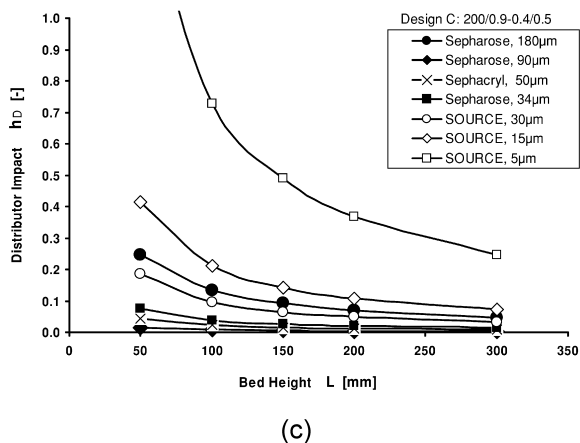 Design C: 200/0.9-0.4/0.5
Sepharose, 180µm
Sepharose, 90µm
Sephacryl, 50µm
Sepharose, 34µm
SOURCE, 30µm
SOURCE, 15µm
SOURCE, 5µm
Distributor Impact hD [-]
1.0
0.9
0.8
0.7
0.6
0.5
0.4
0.3
0.2
0.1
0.0
0 50 100 150 200 250 300 350
Bed Height L [mm]
(c)